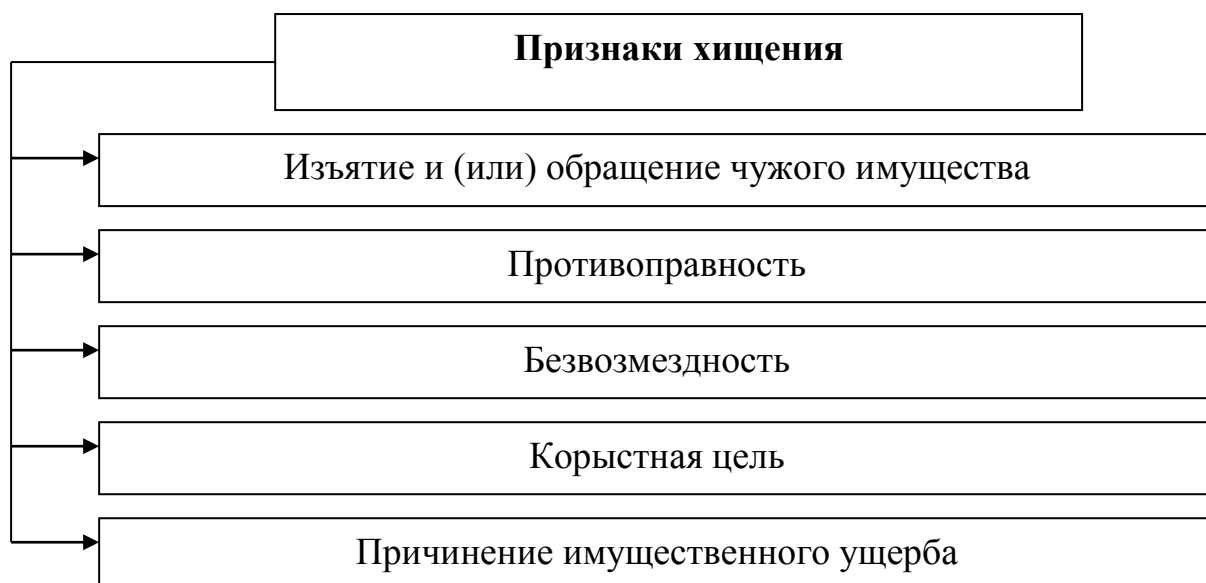 Признаки хищения
Изъятие и (или) обращение чужого имущества
Противоправность
Безвозмездность
Корыстная цель
Причинение имущественного ущерба